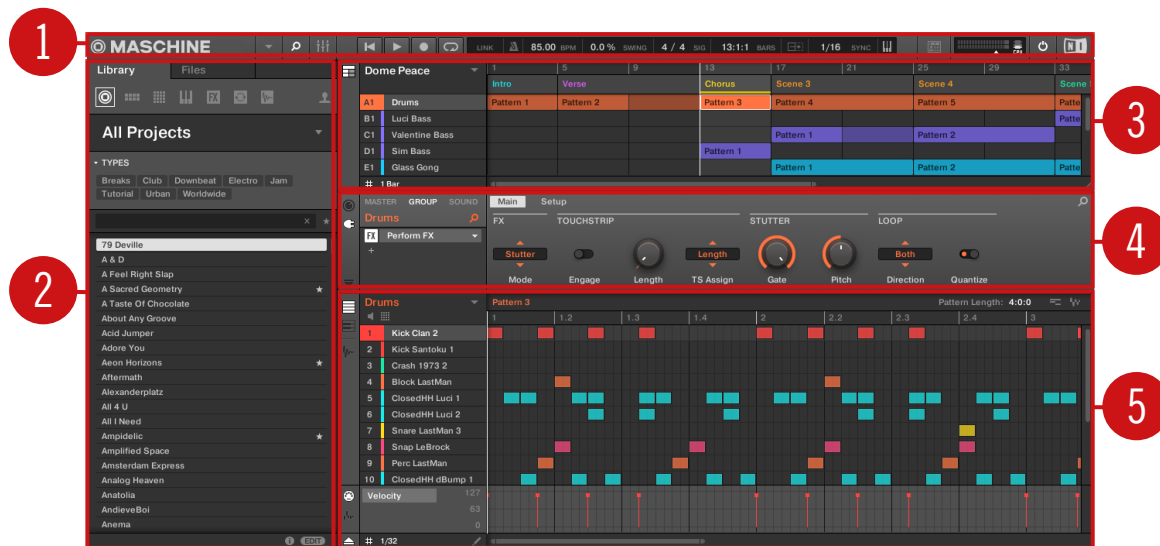 1
MASCHINE
LINK 85.00 BPM 0.0 % SWING 4 / 4 SIG 13:1:1 BARS 1/16 SYNC
CPU
NI
2
Library Files
FX
All Projects
TYPES
Breaks Club Downbeat Electro Jam
Tutorial Urban Worldwide
79 Deville
A & D
A Feel Right Slap
A Sacred Geometry
A Taste Of Chocolate
About Any Groove
Acid Jumper
Adore You
Aeon Horizons
Aftermath
Alexanderplatz
All 4 U
All I Need
Ampidelic
Amplified Space
Amsterdam Express
Analog Heaven
Anatolia
AndieveBoi
Anema
EDIT
3
Dome Peace 1 5 9 13 17 21 25 29 33
Intro Verse Chorus Scene 3 Scene 4 Scene
A1 Drums Pattern 1 Pattern 2 Pattern 3 Pattern 4 Pattern 5 Patte
B1 Luci Bass Patte
C1 Valentine Bass Pattern 1 Pattern 2
D1 Sim Bass Pattern 1
E1 Glass Gong Pattern 1 Pattern 2 Patte
# 1 Bar
4
MASTER GROUP SOUND Main Setup
Drums FX TOUCHSTRIP STUTTER LOOP
FX Perform FX
+
Stutter Length Both
Mode Engage Length TS Assign Gate Pitch Direction Quantize
5
Drums Pattern 3 Pattern Length: 4:0:0
1 1.2 1.3 1.4 2 2.2 2.3 2.4 3
1 Kick Clan 2
2 Kick Santoku 1
3 Crash 1973 2
4 Block LastMan
5 ClosedHH Luci 1
6 ClosedHH Luci 2
7 Snare LastMan 3
8 Snap LeBrock
9 Perc LastMan
10 ClosedHH dBump 1
Velocity 127
63
0
# 1/32